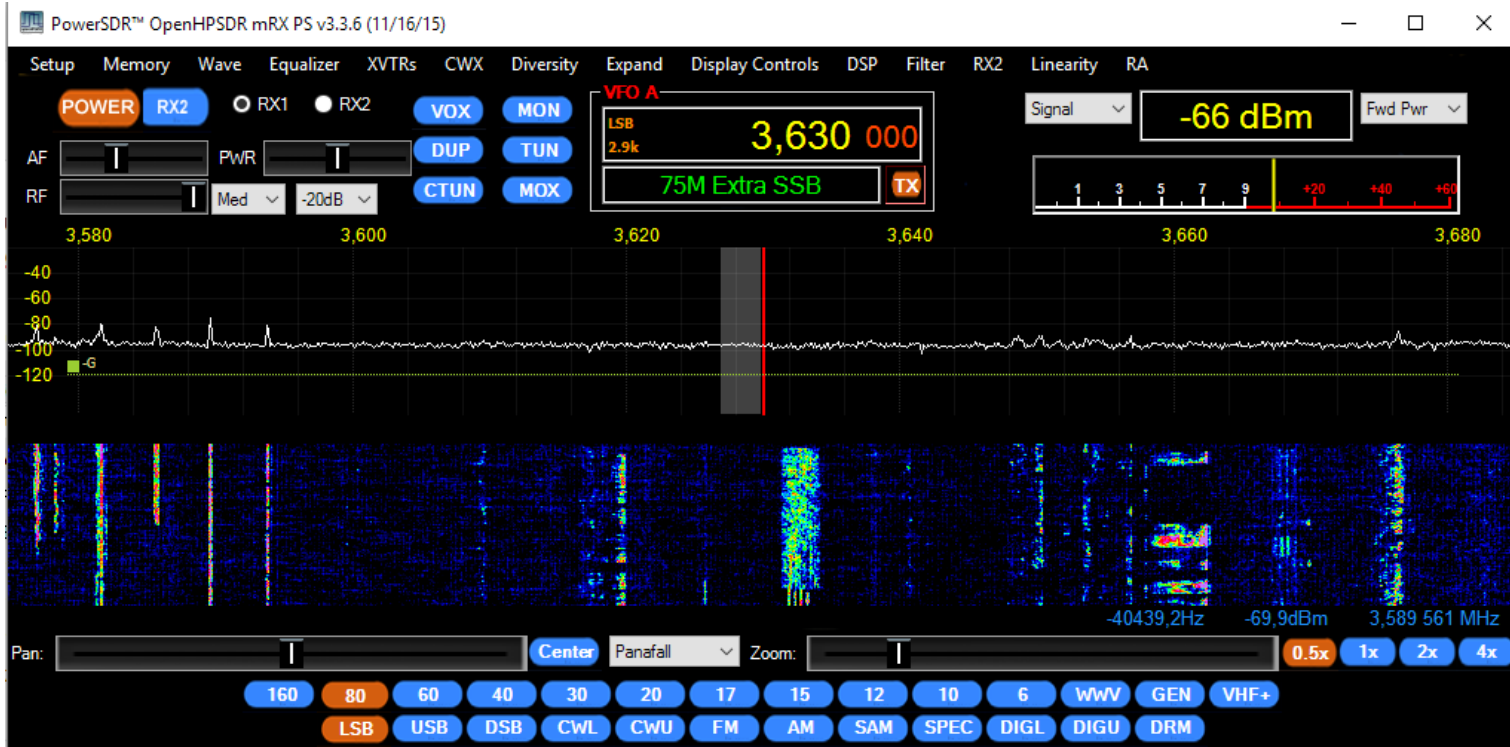 PowerSDR™ OpenHPSDR mRX PS v3.3.6 (11/16/15)
Setup Memory Wave Equalizer XVTRs CWX Diversity Expand Display Controls DSP Filter RX2 Linearity RA
POWER RX2 RX1 RX2 VOX MON
VFO A
LSB
2.9k
3,630 000
Signal -66 dBm Fwd Pwr
AF PWR DUP TUN
75M Extra SSB TX
RF Med -20dB CTUN MOX
1 3 5 7 9 +20 +40 +60
3,580 3,600 3,620 3,640 3,660 3,680
-40
-60
-80
-100
-G
-120
-40439,2Hz -69,9dBm 3,589 561 MHz
Pan: Center Panafall Zoom: 0.5x 1x 2x 4x
160 80 60 40 30 20 17 15 12 10 6 WWV GEN VHF+
LSB USB DSB CWL CWU FM AM SAM SPEC DIGL DIGU DRM